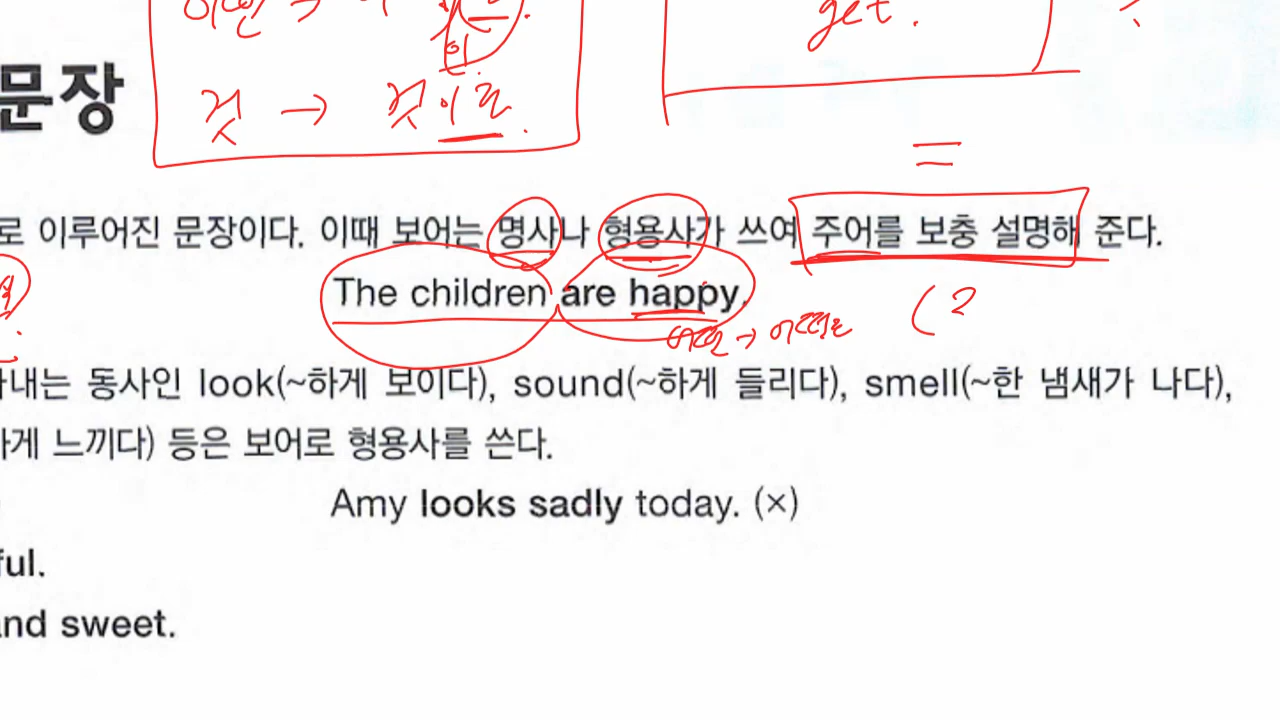 get.
문장
것 → 것이로.
=
로 이루어진 문장이다. 이때 보어는 명사나 형용사가 쓰여 주어를 보충 설명해 준다.
The children are happy.
(2
내는 동사인 look(~하게 보이다), sound(~하게 들리다), smell(~한 냄새가 나다),
게 느끼다) 등은 보어로 형용사를 쓴다.
Amy looks sadly today. (×)
ful.
and sweet.